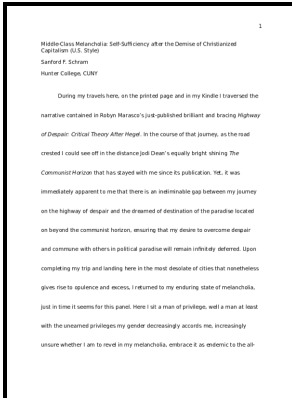 1
Middle-Class Melancholia: Self-Sufficiency after the Demise of Christianized
Capitalism (U.S. Style)
Sanford F. Schram
Hunter College, CUNY
During my travels here, on the printed page and in my Kindle I traversed the
narrative contained in Robyn Marasco's just-published brilliant and bracing Highway
of Despair: Critical Theory After Hegel. In the course of that journey, as the road
crested I could see off in the distance Jodi Dean's equally bright shining The
Communist Horizon that has stayed with me since its publication. Yet, it was
immediately apparent to me that there is an ineliminable gap between my journey
on the highway of despair and the dreamed of destination of the paradise located
on beyond the communist horizon, ensuring that my desire to overcome despair
and commune with others in political paradise will remain infinitely deferred. Upon
completing my trip and landing here in the most desolate of cities that nonetheless
gives rise to opulence and excess, I returned to my enduring state of melancholia,
just in time it seems for this panel. Here I sit a man of privilege, well a man at least
with the unearned privileges my gender decreasingly accords me, increasingly
unsure whether I am to revel in my melancholia, embrace it as endemic to the all-